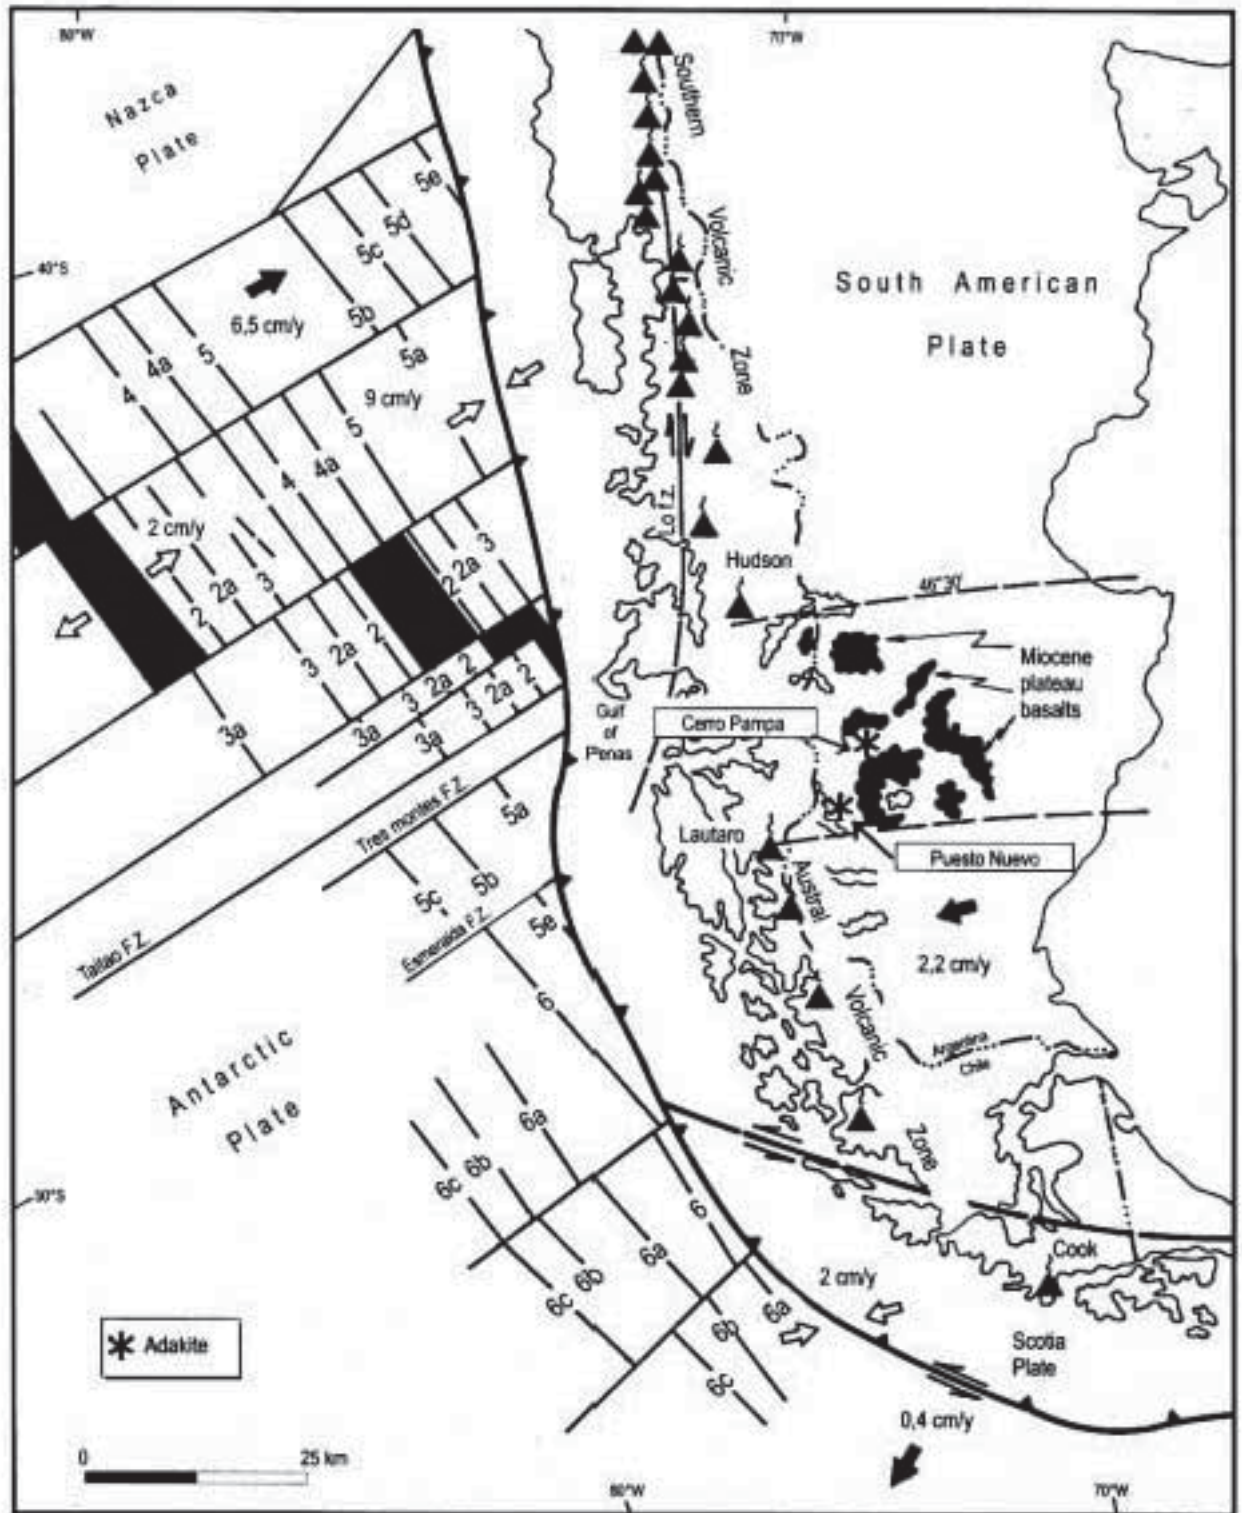 80°W
70°W
Nazca
Plate
Southern
Volcanic
Zone
South American
Plate
40°S
5e
5d
5c
5b
6,5 cm/y
5
4a
4
5a
9 cm/y
5
4a
4
3
2a
2
2 cm/y
3
2a
2
2
2a
3
3a
2
2a
3
3a
2
2a
3
3a
Lo f.z.
Hudson
46°30'
Miocene
plateau
basalts
Gulf
of
Penas
Cerro Pampa
Lautaro
Puesto Nuevo
Tres montes F.Z.
Taitao F.Z.
Esmeralda F.Z.
5a
5b
5c
5e
6
Austral
Volcanic
Zone
2,2 cm/y
Argentina
Chile
Antarctic
Plate
6a
6b
6c
6
6a
6b
6c
6a
6b
6c
50°S
Cook
2 cm/y
Scotia
Plate
0,4 cm/y
Adakite
0
25 km
80°W
70°W